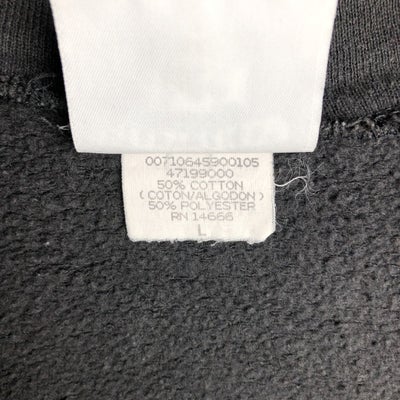 00710645900105
47199000
50% COTTON
(COTON/ALGODON)
50% POLYESTER
RN 14666
L